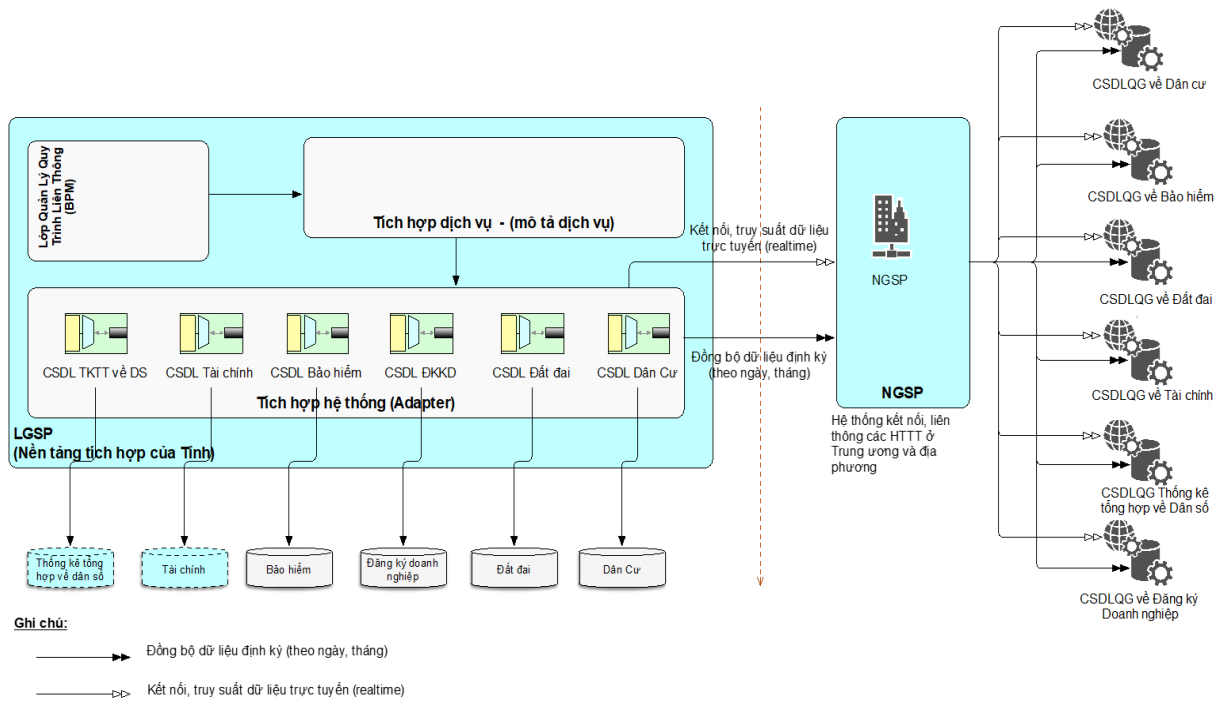 CSDLQG về Dân cư
CSDLQG về Bảo hiểm
CSDLQG về Đất đai
CSDLQG về Tài chính
CSDLQG Thống kê
tổng hợp về Dân số
CSDLQG về Đăng ký
Doanh nghiệp
Lớp Quản Lý Quy
Trình Liên Thông
(BPM)
Tích hợp dịch vụ - (mô tả dịch vụ)
Kết nối, truy suất dữ liệu
trực tuyến (realtime)
Đồng bộ dữ liệu định kỳ
(theo ngày, tháng)
NGSP
NGSP
Hệ thống kết nối, liên
thông các HTTT ở
Trung ương và địa
phương
CSDL TKTT về DS
CSDL Tài chính
CSDL Bảo hiểm
CSDL ĐKKD
CSDL Đất đai
CSDL Dân Cư
Tích hợp hệ thống (Adapter)
LGSP
(Nền tảng tích hợp của Tỉnh)
Thống kê tổng
hợp về dân số
Tài chính
Bảo hiểm
Đăng ký doanh
nghiệp
Đất đai
Dân Cư
Ghi chú:
Đồng bộ dữ liệu định kỳ (theo ngày, tháng)
Kết nối, truy suất dữ liệu trực tuyến (realtime)